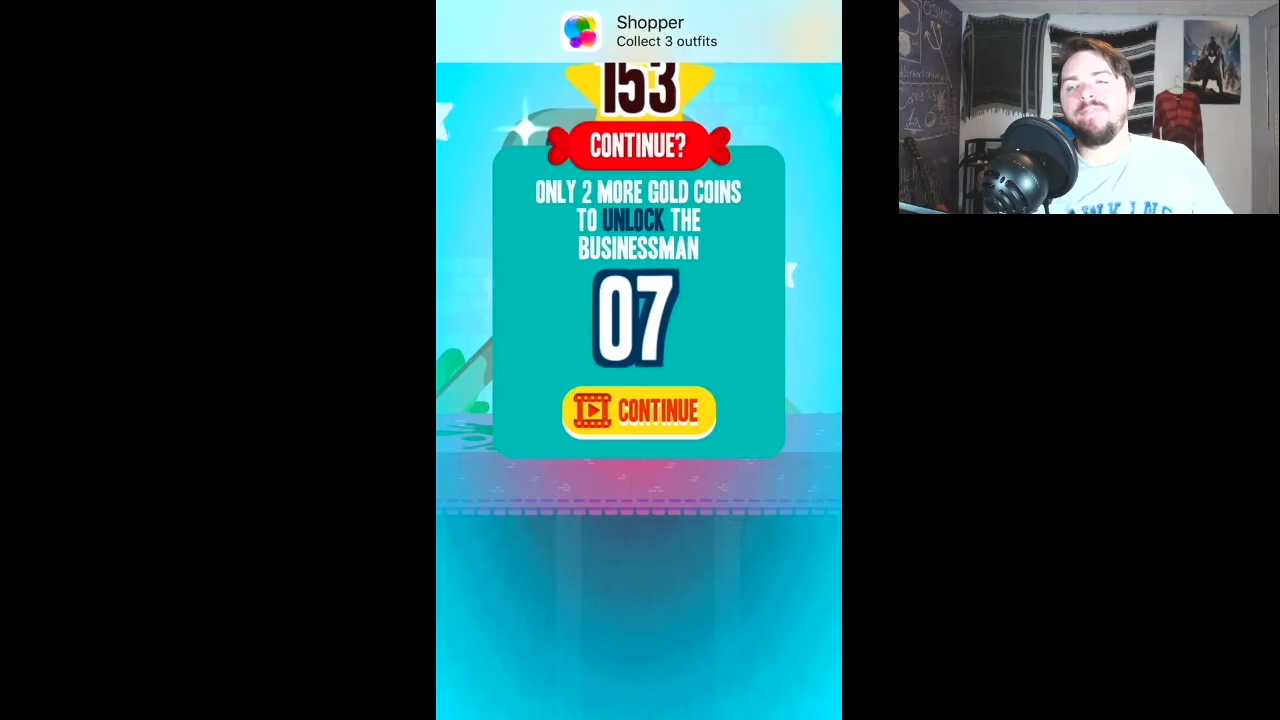 Shopper
Collect 3 outfits
153
CONTINUE?
ONLY 2 MORE GOLD COINS
TO UNLOCK THE
BUSINESSMAN
07
CONTINUE